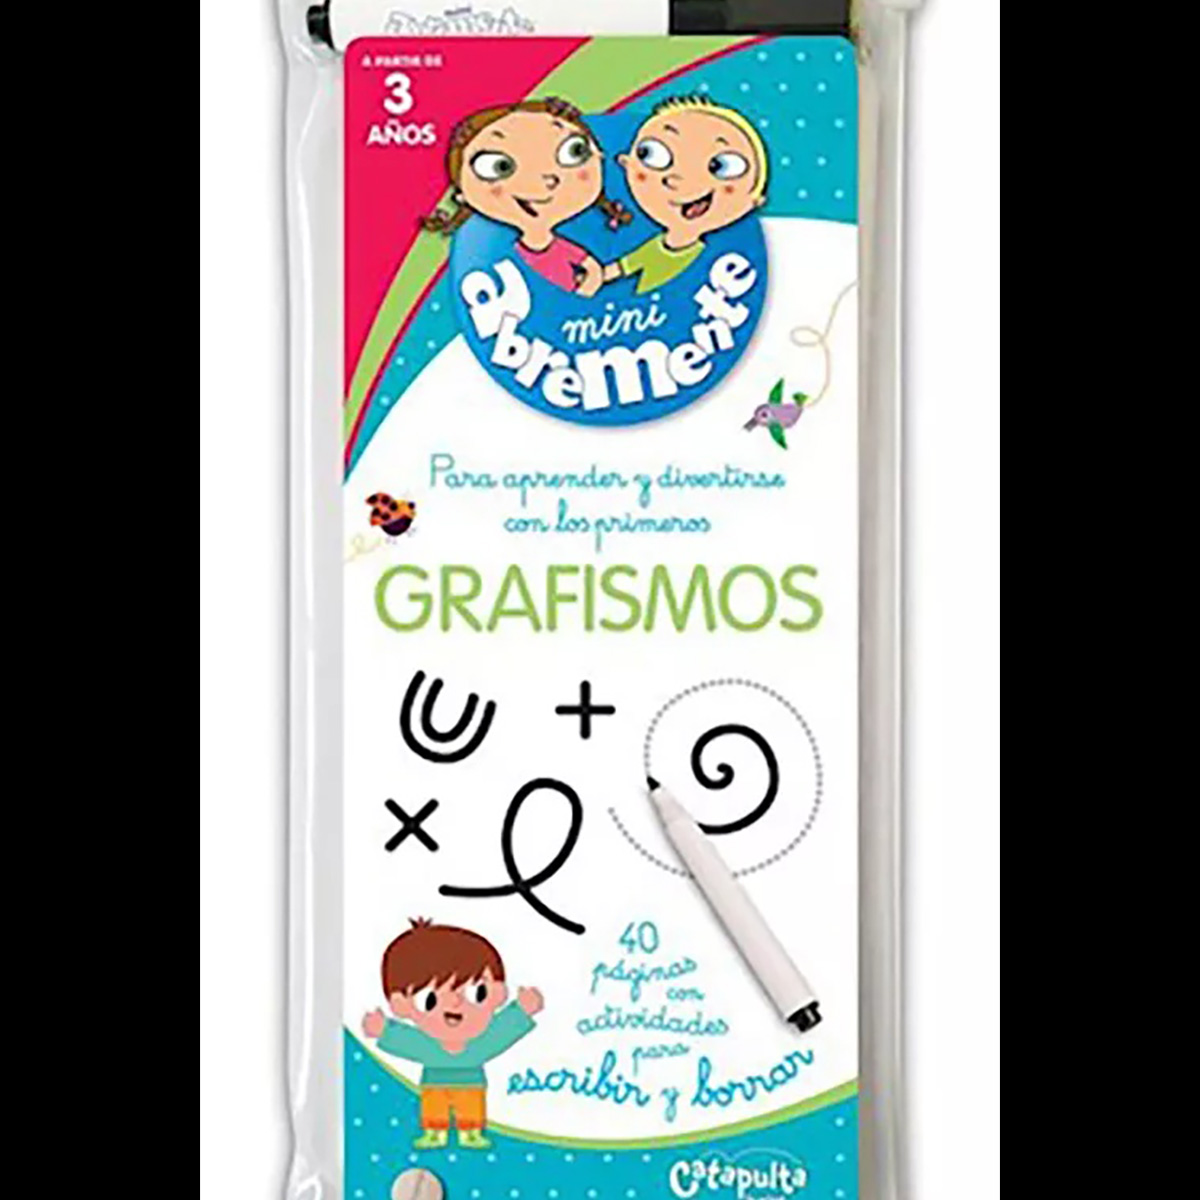 A PARTIR DE
3
AÑOS
mini
abremente
Para aprender y divertirse
con los primeros
GRAFISMOS
40
páginas
con
actividades
para
escribir y borrar
Catapulta